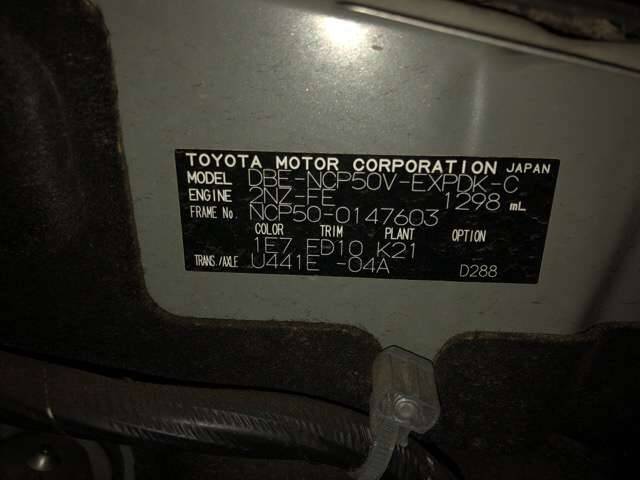 TOYOTA MOTOR CORPORATION JAPAN
MODEL DBE-NCP50V-EXPDK-C
ENGINE 2NZ-FE 1298 mL
FRAME No. NCP50-0147603
COLOR TRIM PLANT OPTION
1E7 FD10 K21
TRANS./AXLE U441E -04A D288